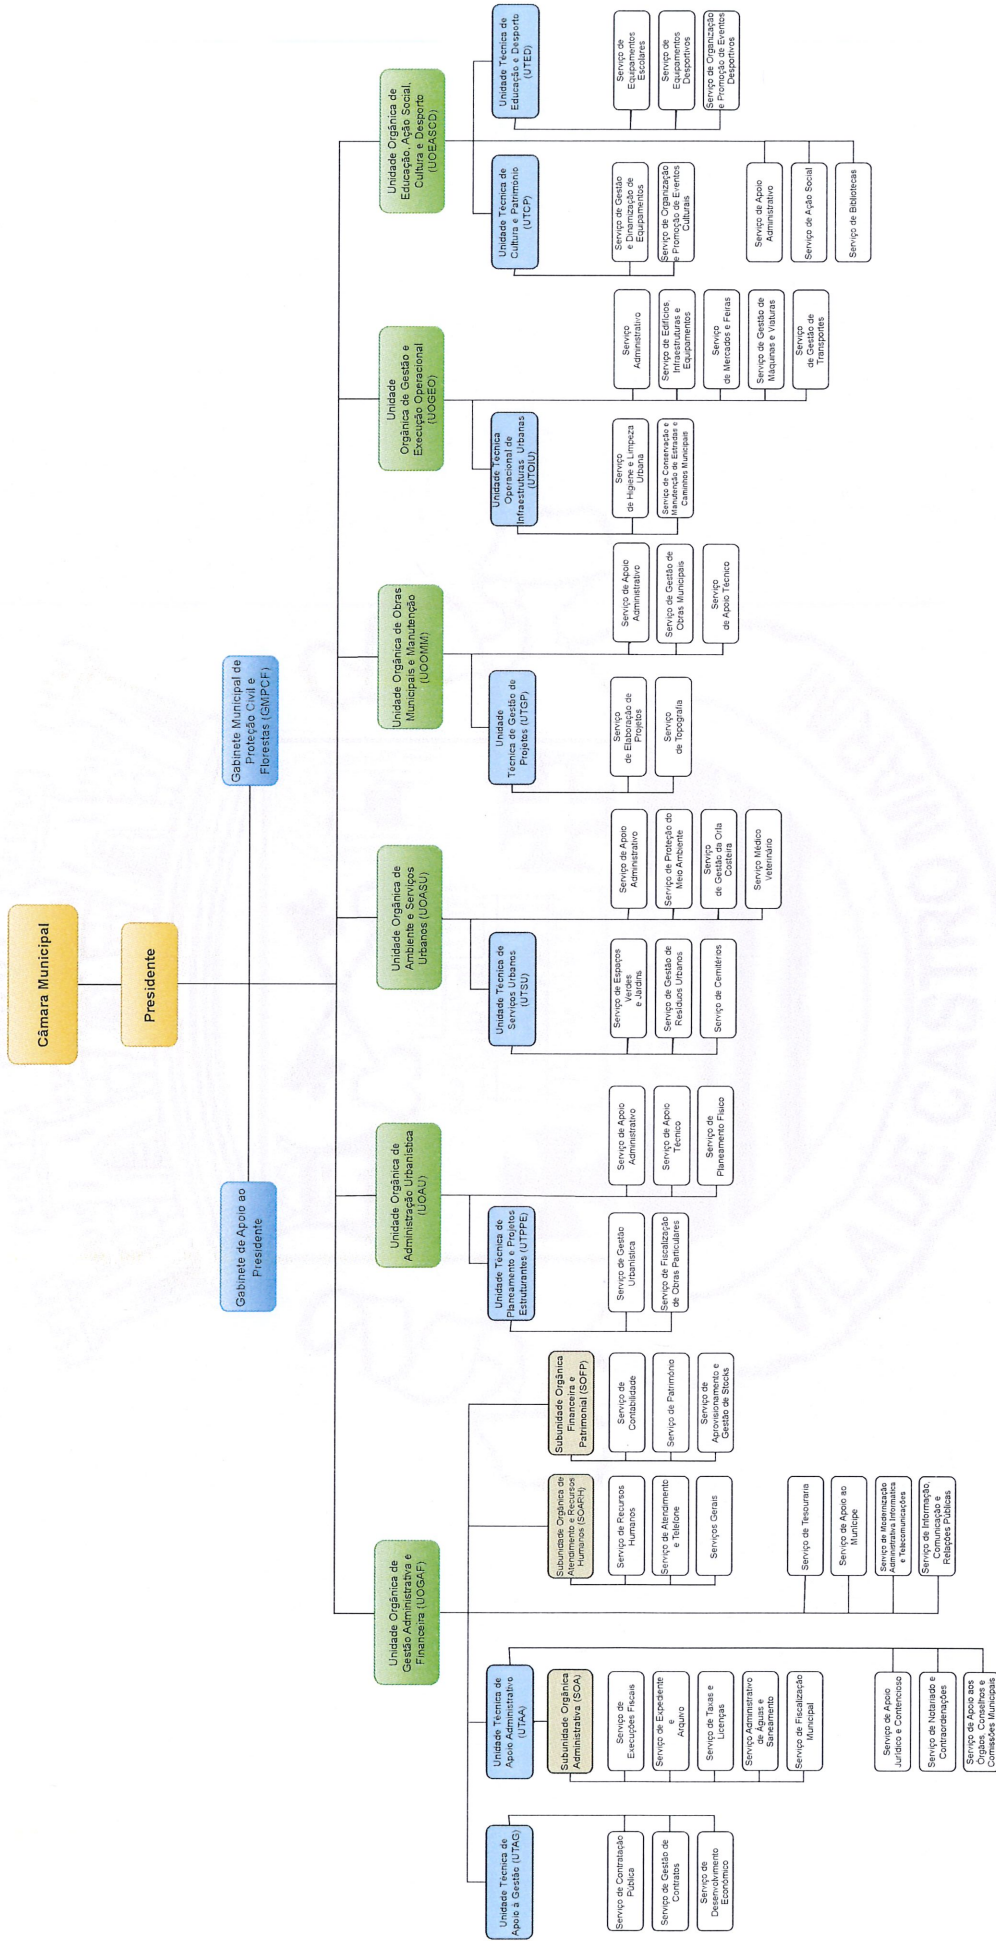 Câmara Municipal
Presidente
Gabinete de Apoio ao
Presidente
Gabinete Municipal de
Proteção Civil e
Florestas (GMPCF)
Unidade Orgânica de
Gestão Administrativa e
Financeira (UOGAF)
Unidade Orgânica de
Administração Urbanística
(UOAU)
Unidade Orgânica de
Ambiente e Serviços
Urbanos (UOASU)
Unidade Orgânica de Obras
Municipais e Manutenção
(UOOMM)
Unidade
Orgânica de Gestão e
Execução Operacional
(UOGEO)
Unidade Orgânica de
Educação, Ação Social,
Cultura e Desporto
(UOEASCD)
Unidade Técnica de
Apoio à Gestão (UTAG)
Serviço de Contratação
Pública
Serviço de Gestão de
Contratos
Serviço de
Desenvolvimento
Económico
Unidade Técnica de
Apoio Administrativo
(UTAA)
Subunidade Orgânica
Administrativa (SOA)
Serviço de
Execuções Fiscais
Serviço de Expediente
e
Arquivo
Serviço de Taxas e
Licenças
Serviço Administrativo
de Águas e
Saneamento
Serviço de Fiscalização
Municipal
Serviço de Apoio
Jurídico e Contencioso
Serviço de Notariado e
Contraordenações
Serviço de Apoio aos
Órgãos, Conselhos e
Comissões Municipais
Subunidade Orgânica de
Atendimento e Recursos
Humanos (SOARH)
Serviço de Recursos
Humanos
Serviço de Atendimento
e Telefone
Serviços Gerais
Subunidade Orgânica
Financeira e
Patrimonial (SOFP)
Serviço de
Contabilidade
Serviço de Património
Serviço de
Aprovisionamento e
Gestão de Stocks
Serviço de Tesouraria
Serviço de Apoio ao
Munícipe
Serviço de Modernização
Administrativa Informática
e Telecomunicações
Serviço de Informação,
Comunicação e
Relações Públicas
Unidade Técnica de
Planeamento e Projetos
Estruturantes (UTPPE)
Serviço de Gestão
Urbanística
Serviço de Fiscalização
de Obras Particulares
Serviço de Apoio
Administrativo
Serviço de Apoio
Técnico
Serviço de
Planeamento Físico
Unidade Técnica de
Serviços Urbanos
(UTSU)
Serviço de Espaços
Verdes
e Jardins
Serviço de Gestão de
Resíduos Urbanos
Serviço de Cemitérios
Serviço de Apoio
Administrativo
Serviço de Proteção do
Meio Ambiente
Serviço
de Gestão da Orla
Costeira
Serviço Médico
Veterinário
Unidade
Técnica de Gestão de
Projetos (UTGP)
Serviço
de Elaboração de
Projetos
Serviço
de Topografia
Serviço de Apoio
Administrativo
Serviço de Gestão de
Obras Municipais
Serviço
de Apoio Técnico
Unidade Técnica
Operacional de
Infraestruturas Urbanas
(UTOIU)
Serviço
de Higiene e Limpeza
Urbana
Serviço de Conservação e
Manutenção de Estradas e
Caminhos Municipais
Serviço
Administrativo
Serviço de Edifícios,
Infraestruturas e
Equipamentos
Serviço
de Mercados e Feiras
Serviço de Gestão de
Máquinas e Viaturas
Serviço
de Gestão de
Transportes
Unidade Técnica de
Cultura e Património
(UTCP)
Serviço de Gestão
e Dinamização de
Equipamentos
Serviço de Organização
e Promoção de Eventos
Culturais
Serviço de Apoio
Administrativo
Serviço de Ação Social
Serviço de Bibliotecas
Unidade Técnica de
Educação e Desporto
(UTED)
Serviço de
Equipamentos
Escolares
Serviço de
Equipamentos
Desportivos
Serviço de Organização
e Promoção de Eventos
Desportivos